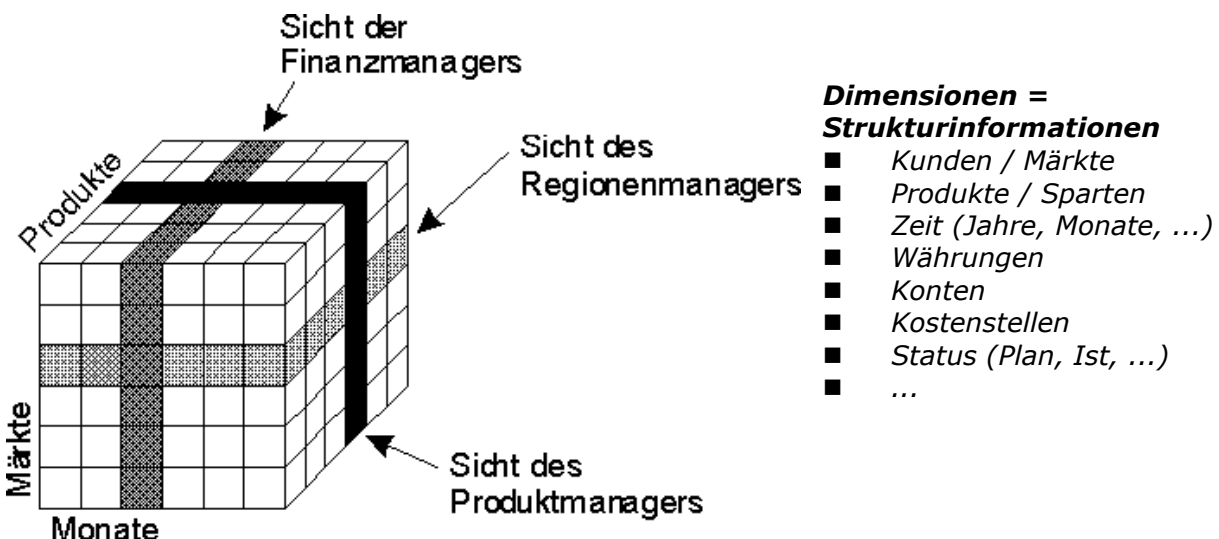 Sicht der
Finanzmanagers
Sicht des
Regionenmanagers
Produkte
Märkte
Monate
Sicht des
Produktmanagers
Dimensionen =
Strukturinformationen
■ Kunden / Märkte
■ Produkte / Sparten
■ Zeit (Jahre, Monate, ...)
■ Währungen
■ Konten
■ Kostenstellen
■ Status (Plan, Ist, ...)
■ ...